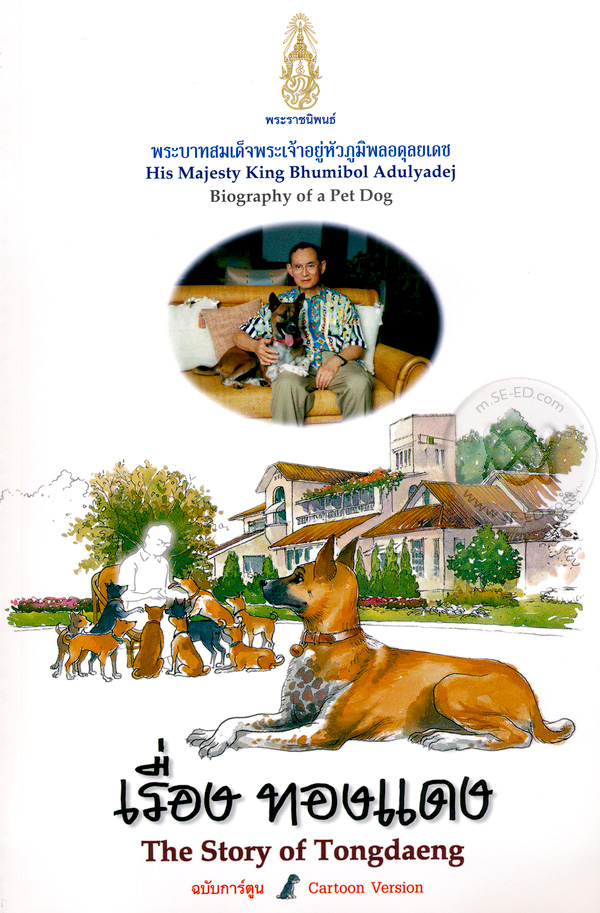 พระราชนิพนธ์
พระบาทสมเด็จพระเจ้าอยู่หัวภูมิพลอดุลยเดช
His Majesty King Bhumibol Adulyadej
Biography of a Pet Dog
m.SE-ED.com
เรื่อง ทองแดง
The Story of Tongdaeng
ฉบับการ์ตูน Cartoon Version